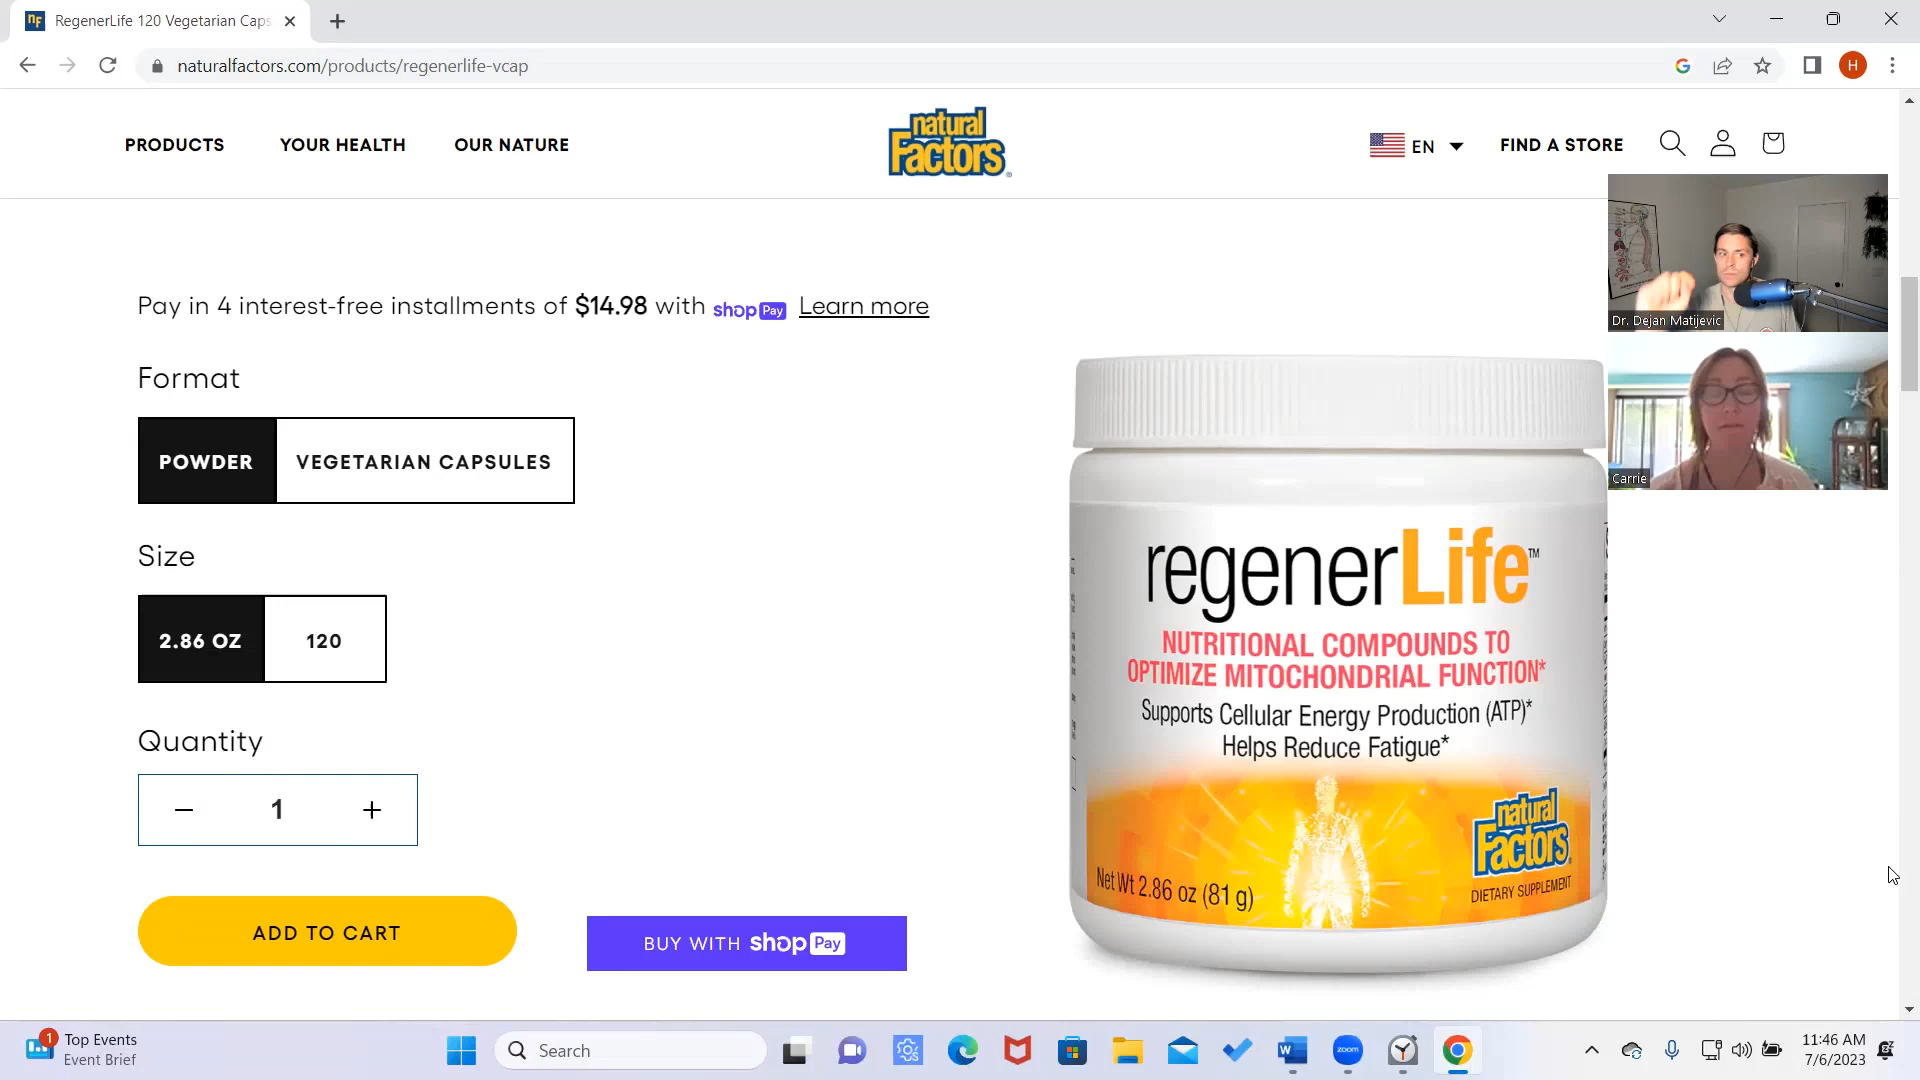 RegenerLife 120 Vegetarian Caps
naturalfactors.com/products/regenerlife-vcap
H
PRODUCTS
YOUR HEALTH
OUR NATURE
natural
Factors
EN
FIND A STORE
Dr. Dejan Matijevic
Carrie
Pay in 4 interest-free installments of $14.98 with shop Pay Learn more
Format
POWDER
VEGETARIAN CAPSULES
Size
2.86 OZ
120
Quantity
1
ADD TO CART
BUY WITH shop Pay
regenerLife™
NUTRITIONAL COMPOUNDS TO
OPTIMIZE MITOCHONDRIAL FUNCTION*
Supports Cellular Energy Production (ATP)*
Helps Reduce Fatigue*
natural
Factors
Net Wt 2.86 oz (81 g)
DIETARY SUPPLEMENT
1
Top Events
Event Brief
Search
zoom
11:46 AM
7/6/2023